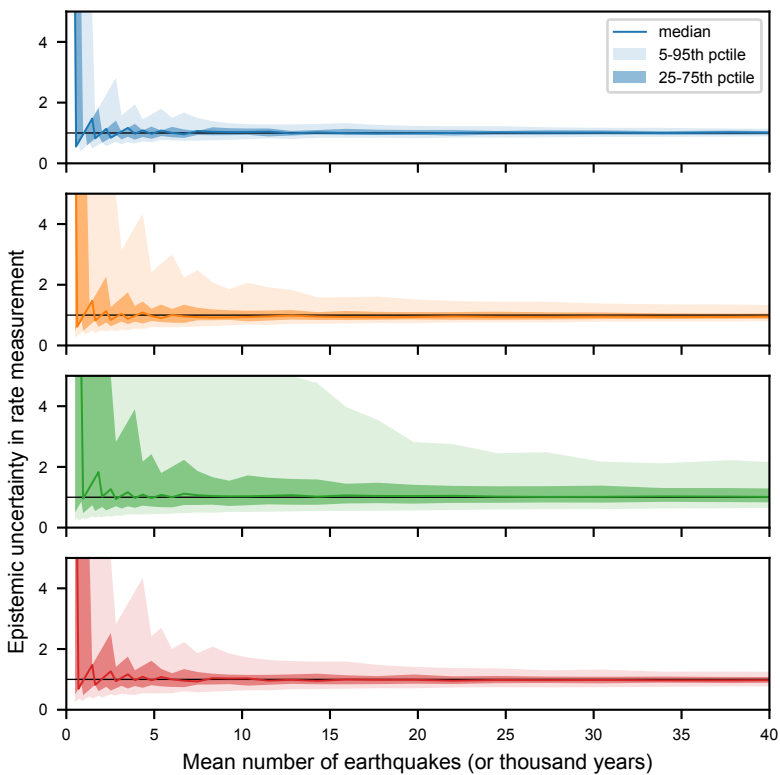 4
2
0
median
5-95th pctile
25-75th pctile
4
2
0
4
2
0
4
2
0
Epistemic uncertainty in rate measurement
0 5 10 15 20 25 30 35 40
Mean number of earthquakes (or thousand years)